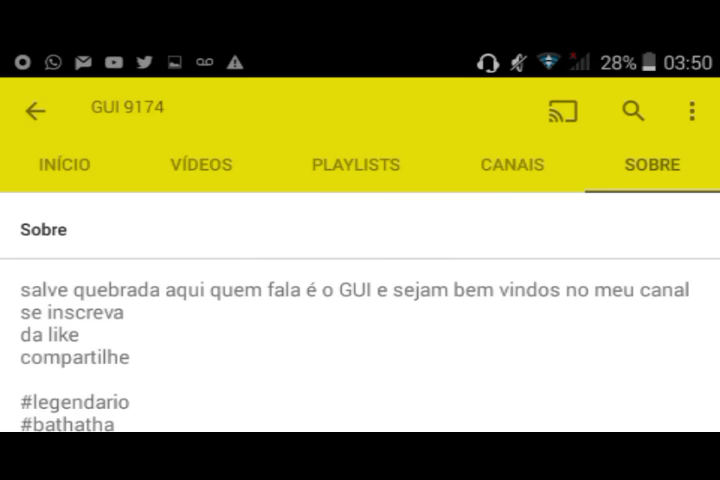 28% 03:50
GUI 9174
INÍCIO VÍDEOS PLAYLISTS CANAIS SOBRE
Sobre
salve quebrada aqui quem fala é o GUI e sejam bem vindos no meu canal
se inscreva
da like
compartilhe
#legendario
#bathatha